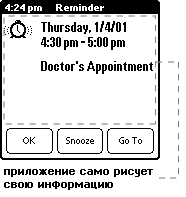 4:24 pm Reminder
Thursday, 1/4/01
4:30 pm - 5:00 pm
Doctor's Appointment
OK Snooze Go To
приложение само рисует
свою информацию